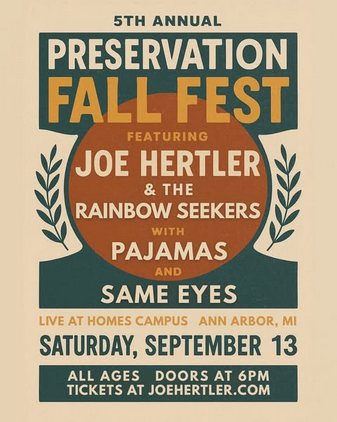 5TH ANNUAL
PRESERVATION
FALL FEST
FEATURING
JOE HERTLER
& THE
RAINBOW SEEKERS
WITH
PAJAMAS
AND
SAME EYES
LIVE AT HOMES CAMPUS ANN ARBOR, MI
SATURDAY, SEPTEMBER 13
ALL AGES DOORS AT 6PM
TICKETS AT JOEHERTLER.COM